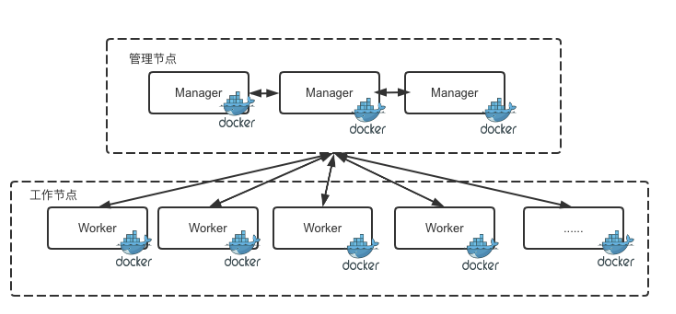 管理节点
Manager
Manager
Manager
docker
docker
docker
工作节点
Worker
Worker
Worker
Worker
......
docker
docker
docker
docker
docker